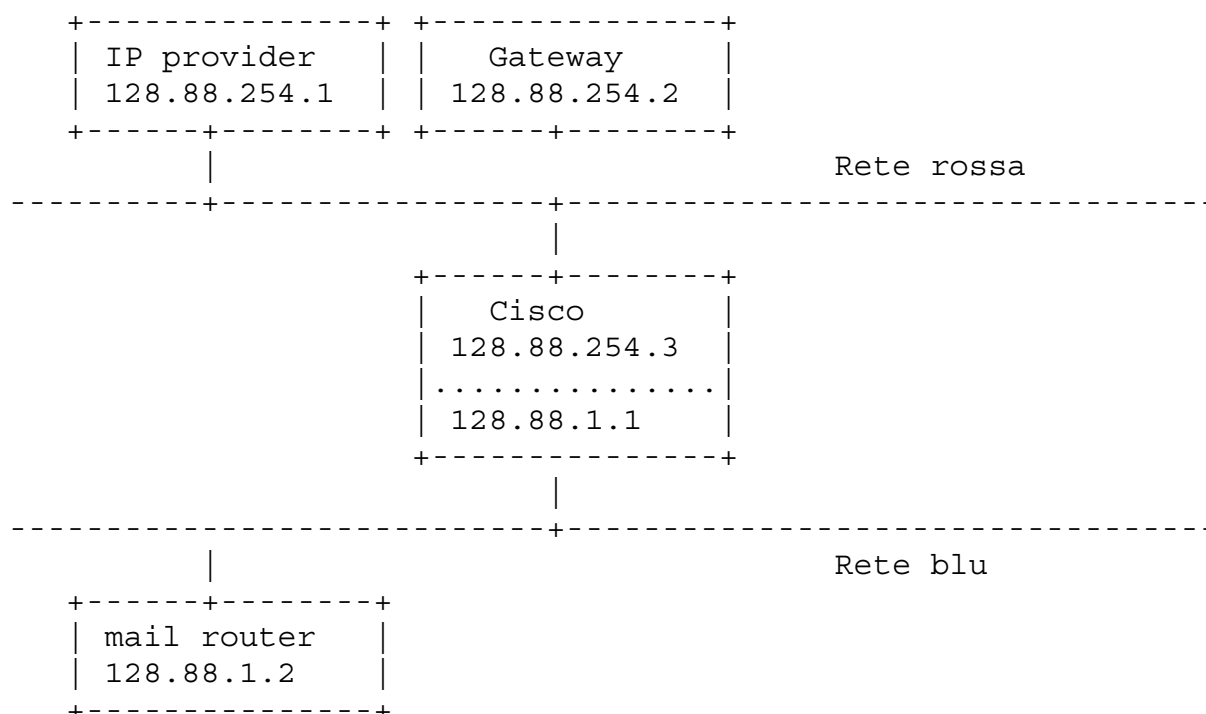 IP provider Gateway
128.88.254.1 128.88.254.2
Rete rossa
Cisco
128.88.254.3
...............
128.88.1.1
Rete blu
mail router
128.88.1.2